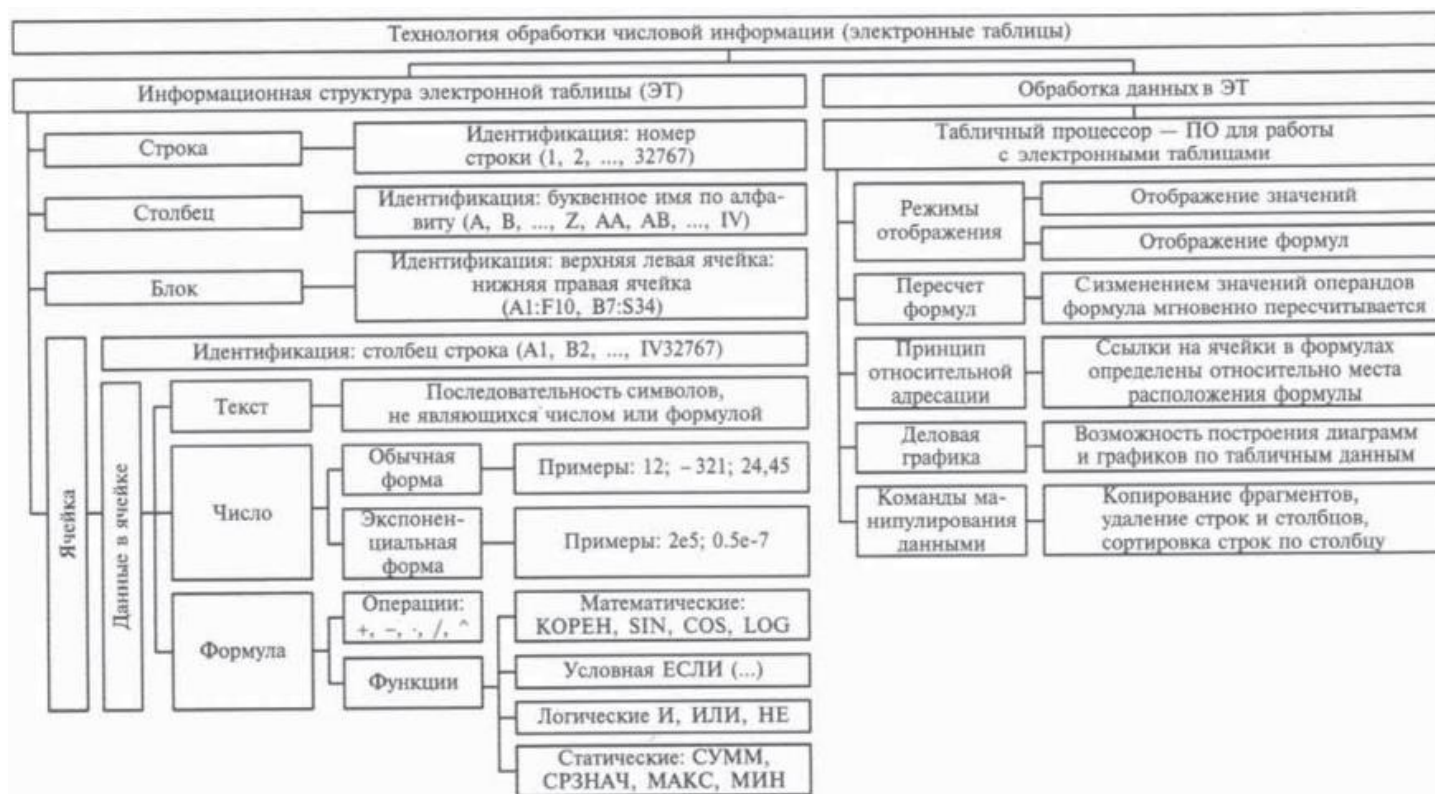 Технология обработки числовой информации (электронные таблицы)
Информационная структура электронной таблицы (ЭТ)
Строка
Идентификация: номер
строки (1, 2, ..., 32767)
Столбец
Идентификация: буквенное имя по алфа-
виту (A, B, ..., Z, AA, AB, ..., IV)
Блок
Идентификация: верхняя левая ячейка:
нижняя правая ячейка
(A1:F10, B7:S34)
Ячейка
Идентификация: столбец строка (A1, B2, ..., IV32767)
Данные в ячейке
Текст
Последовательность символов,
не являющихся числом или формулой
Число
Обычная
форма
Примеры: 12; –321; 24,45
Экспонен-
циальная
форма
Примеры: 2e5; 0.5e-7
Формула
Операции:
+, –, ·, /, ^
Функции
Математические:
КОРЕН, SIN, COS, LOG
Условная ЕСЛИ (...)
Логические И, ИЛИ, НЕ
Статические: СУММ,
СРЗНАЧ, МАКС, МИН
Обработка данных в ЭТ
Табличный процессор — ПО для работы
с электронными таблицами
Режимы
отображения
Отображение значений
Отображение формул
Пересчет
формул
С изменением значений операндов
формула мгновенно пересчитывается
Принцип
относительной
адресации
Ссылки на ячейки в формулах
определены относительно места
расположения формулы
Деловая
графика
Возможность построения диаграмм
и графиков по табличным данным
Команды ма-
нипулирования
данными
Копирование фрагментов,
удаление строк и столбцов,
сортировка строк по столбцу